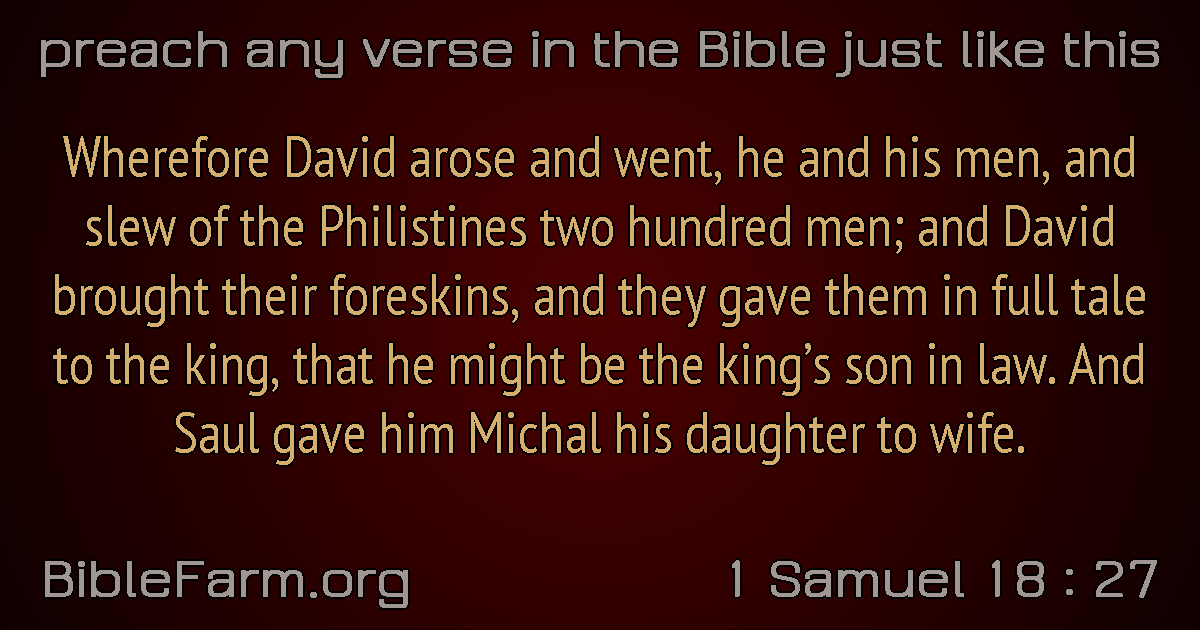 preach any verse in the Bible just like this
Wherefore David arose and went, he and his men, and
slew of the Philistines two hundred men; and David
brought their foreskins, and they gave them in full tale
to the king, that he might be the king’s son in law. And
Saul gave him Michal his daughter to wife.
BibleFarm.org
1 Samuel 18 : 27